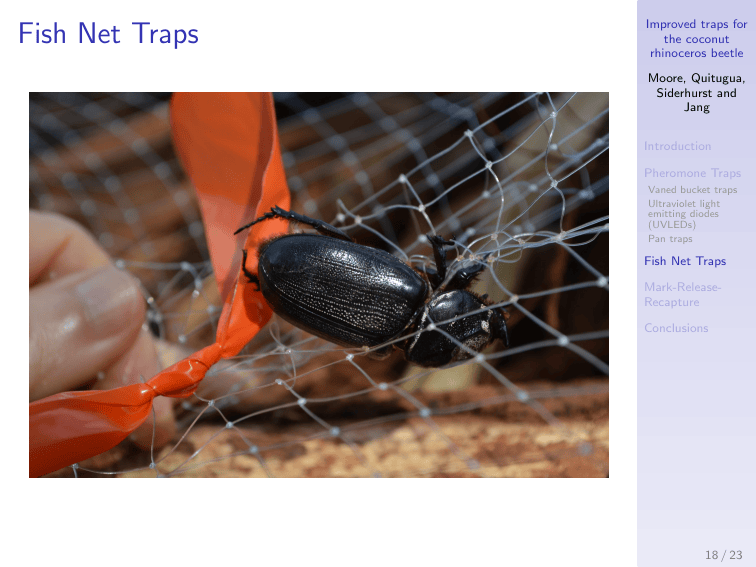 Fish Net Traps
Improved traps for
the coconut
rhinoceros beetle
Moore, Quitugua,
Siderhurst and
Jang
Introduction
Pheromone Traps
Vaned bucket traps
Ultraviolet light
emitting diodes
(UVLEDs)
Pan traps
Fish Net Traps
Mark-Release-
Recapture
Conclusions
18 / 23